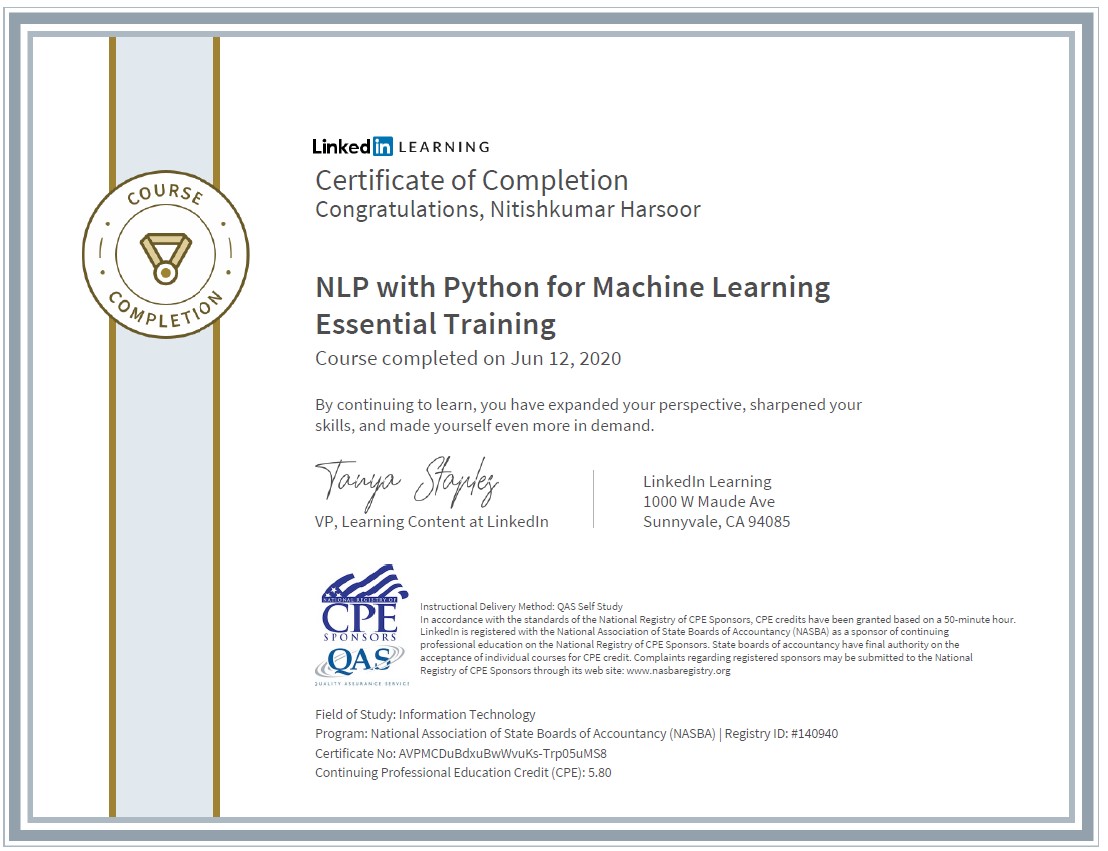 LinkedIn LEARNING
Certificate of Completion
Congratulations, Nitishkumar Harsoor
COURSE
COMPLETION
NLP with Python for Machine Learning
Essential Training
Course completed on Jun 12, 2020
By continuing to learn, you have expanded your perspective, sharpened your
skills, and made yourself even more in demand.
Tanya Staples
VP, Learning Content at LinkedIn
LinkedIn Learning
1000 W Maude Ave
Sunnyvale, CA 94085
NATIONAL REGISTRY OF
CPE
SPONSORS
QAS
QUALITY ASSURANCE SERVICE
Instructional Delivery Method: QAS Self Study
In accordance with the standards of the National Registry of CPE Sponsors, CPE credits have been granted based on a 50-minute hour.
LinkedIn is registered with the National Association of State Boards of Accountancy (NASBA) as a sponsor of continuing
professional education on the National Registry of CPE Sponsors. State boards of accountancy have final authority on the
acceptance of individual courses for CPE credit. Complaints regarding registered sponsors may be submitted to the National
Registry of CPE Sponsors through its web site: www.nasbaregistry.org
Field of Study: Information Technology
Program: National Association of State Boards of Accountancy (NASBA) | Registry ID: #140940
Certificate No: AVPMCDuBdxuBwWvuKs-Trp05uMS8
Continuing Professional Education Credit (CPE): 5.80